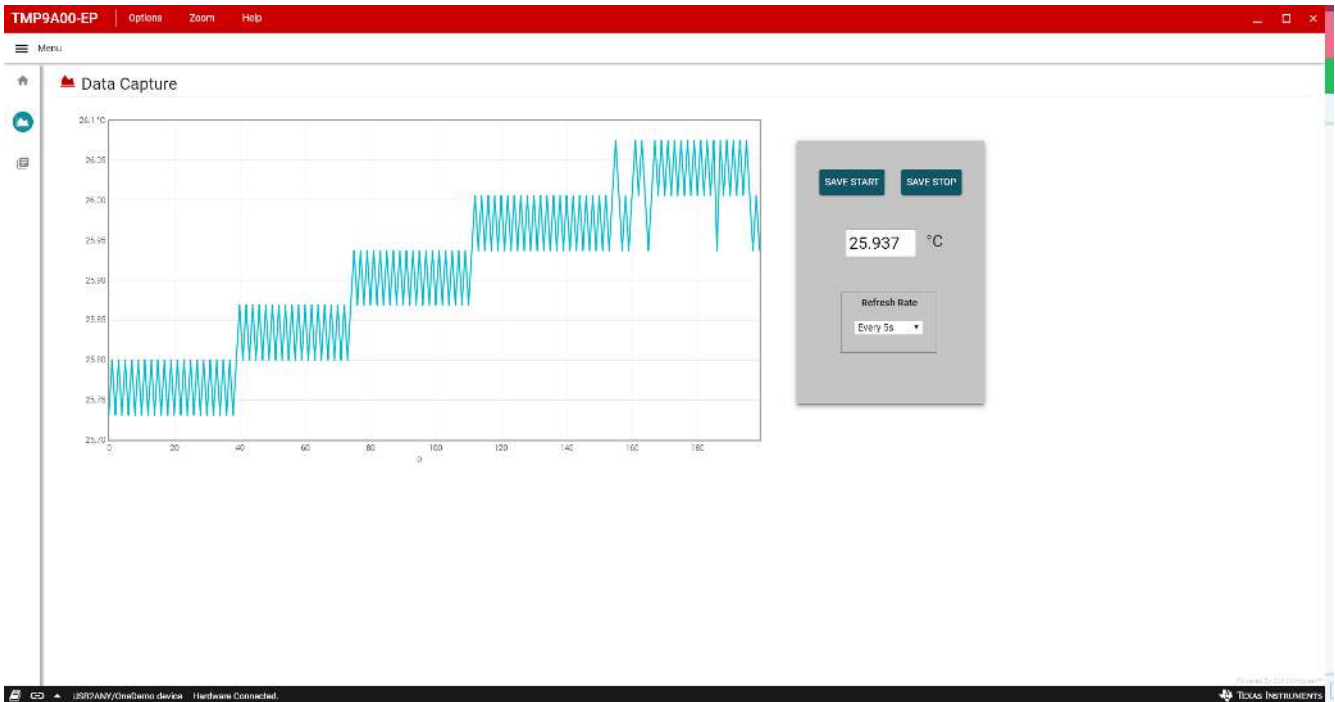 TMP9A00-EP Options Zoom Help
Menu
Data Capture
26.1 °C
26.05
26.00
25.95
25.90
25.85
25.80
25.75
25.70
0 20 40 60 80 100 120 140 160 180
SAVE START SAVE STOP
25.937 °C
Refresh Rate
Every 5s
USB2ANY/OneDemo device Hardware Connected.
TEXAS INSTRUMENTS